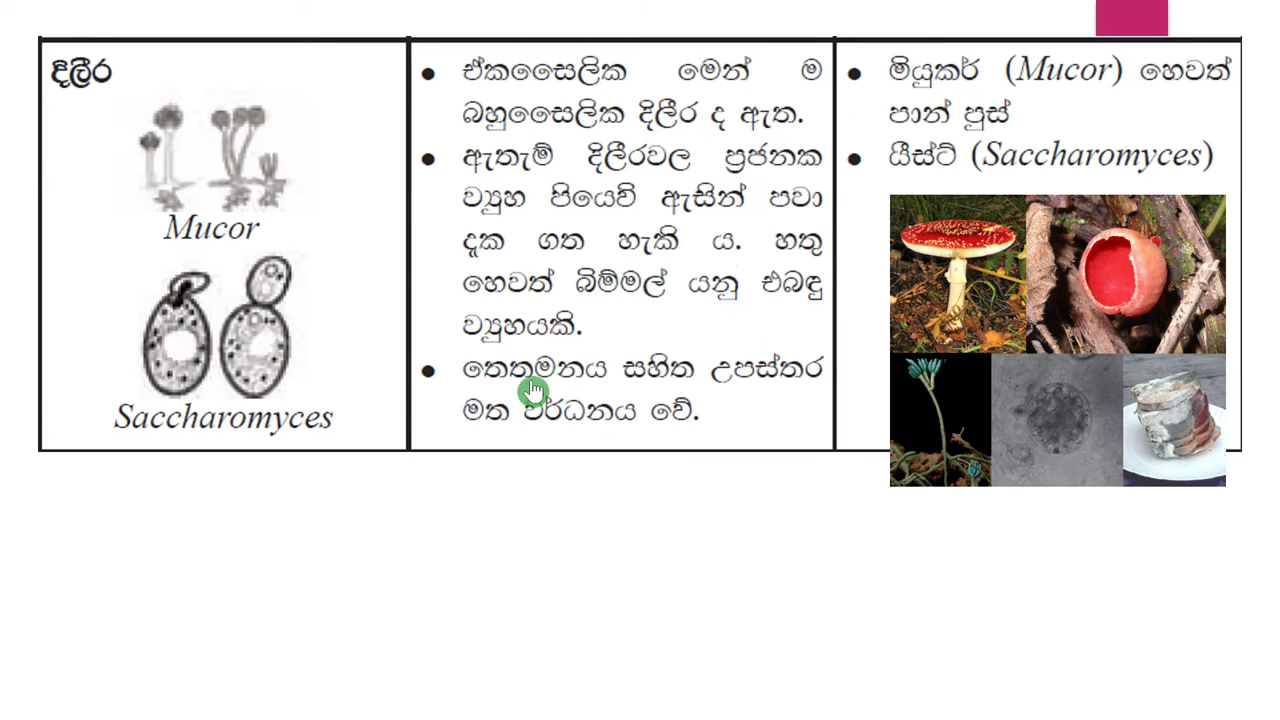 දිලීර
Mucor
Saccharomyces
● ඒකසෛලික මෙන් ම
බහුසෛලික දිලීර ද ඇත.
● ඇතැම් දිලීරවල ප්‍රජනක
ව්‍යුහ පියෙවි ඇසින් පවා
දැක ගත හැකි ය. හතු
හෙවත් බිම්මල් යනු එබඳු
ව්‍යුහයකි.
● තෙතමනය සහිත උපස්තර
මත වර්ධනය වේ.
● මියුකර් (Mucor) හෙවත්
පාන් පුස්
● යීස්ට් (Saccharomyces)